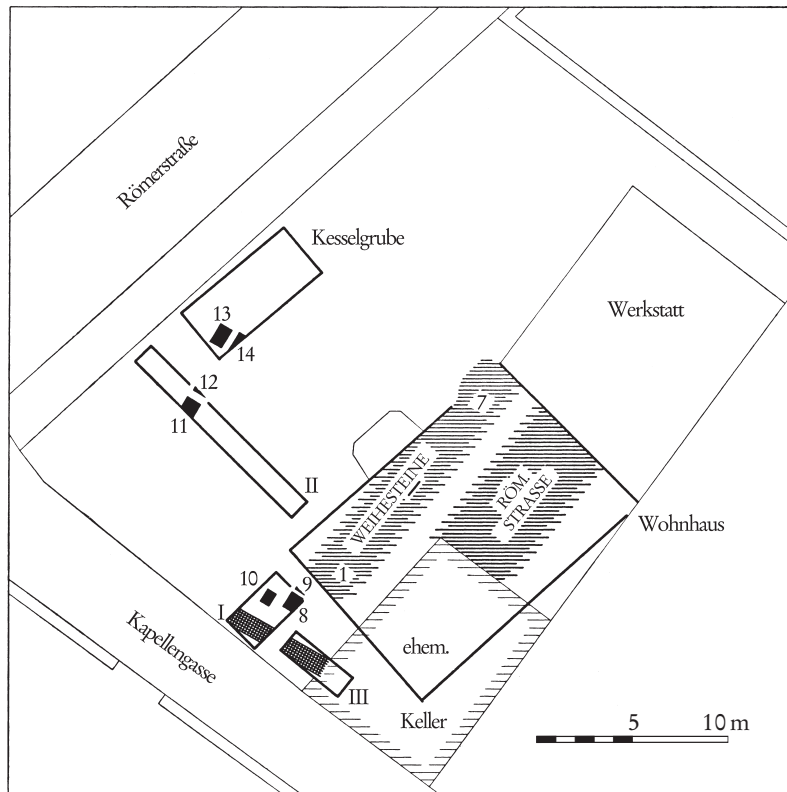 Römerstraße
Kesselgrube
13
14
12
11
Werkstatt
7
WEIHESTEINE
RÖM.
STRASSE
II
Wohnhaus
1
10
9
8
I
ehem.
Keller
III
Kapellengasse
5
10 m